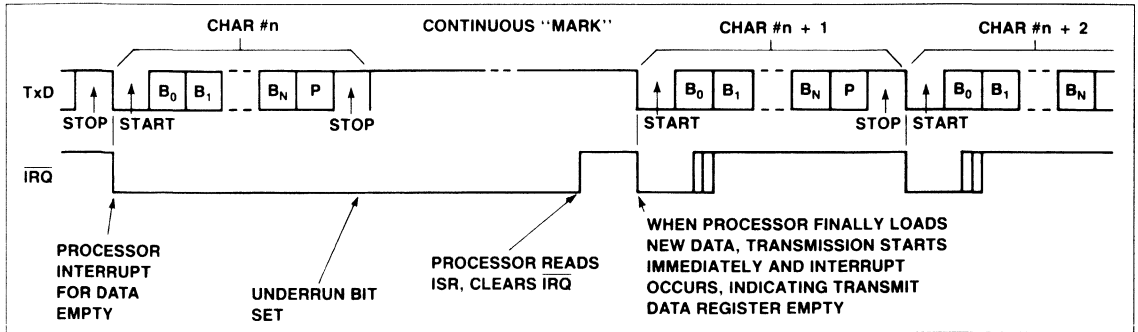 CHAR #n CONTINUOUS "MARK" CHAR #n + 1 CHAR #n + 2
TxD B0 B1 BN P B0 B1 BN P B0 B1 BN
STOP START STOP START STOP START
IRQ
PROCESSOR
INTERRUPT
FOR DATA
EMPTY
UNDERRUN BIT
SET
PROCESSOR READS
ISR, CLEARS IRQ
WHEN PROCESSOR FINALLY LOADS
NEW DATA, TRANSMISSION STARTS
IMMEDIATELY AND INTERRUPT
OCCURS, INDICATING TRANSMIT
DATA REGISTER EMPTY